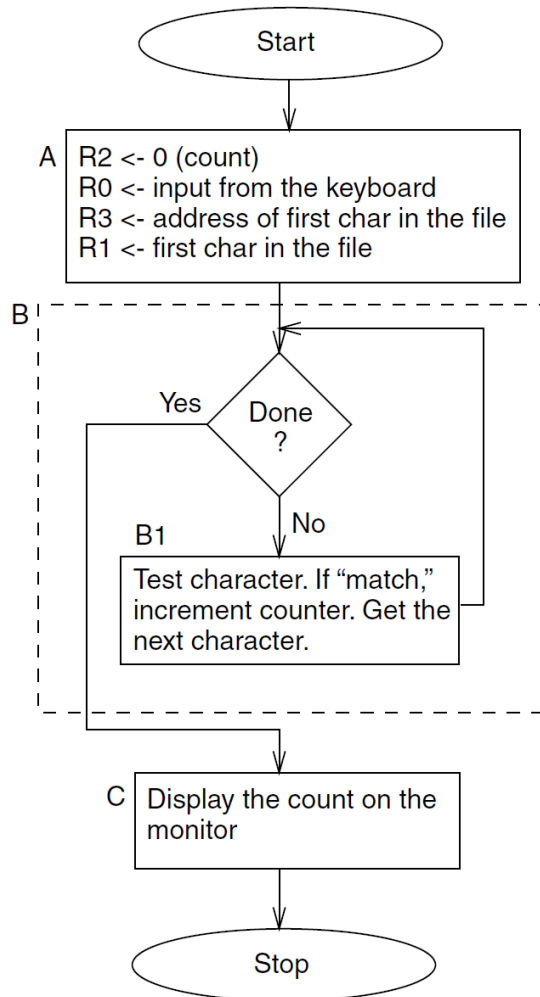 Start
A
R2 <- 0 (count)
R0 <- input from the keyboard
R3 <- address of first char in the file
R1 <- first char in the file
B
Yes
Done
?
No
B1
Test character. If “match,”
increment counter. Get the
next character.
C
Display the count on the
monitor
Stop